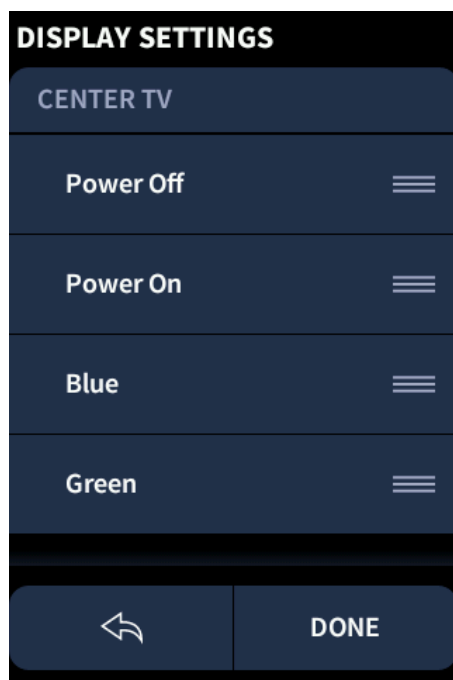 DISPLAY SETTINGS
CENTER TV
Power Off
Power On
Blue
Green
DONE